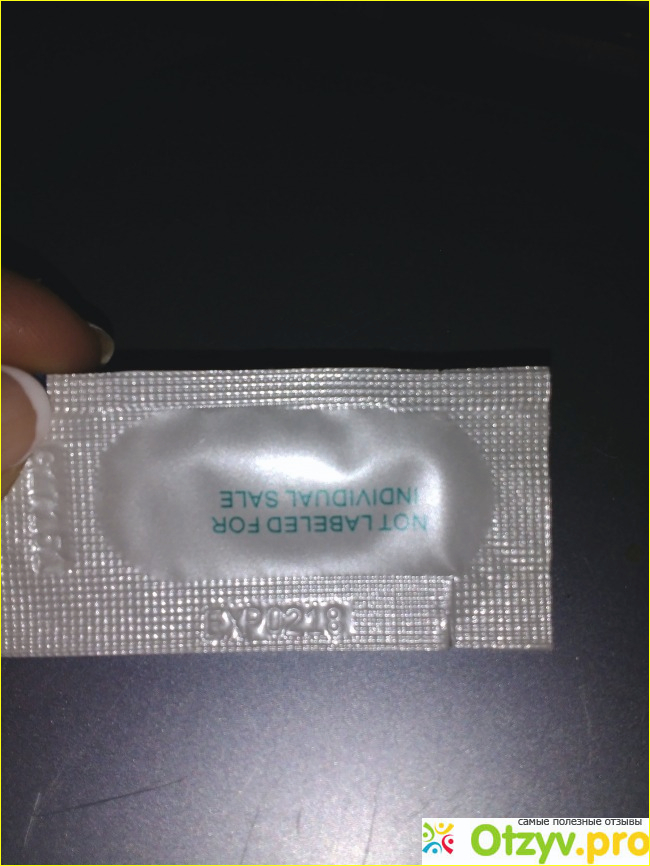 NOT LABELED FOR
INDIVIDUAL SALE
EXP0218
самые полезные отзывы
Otzyv.pro